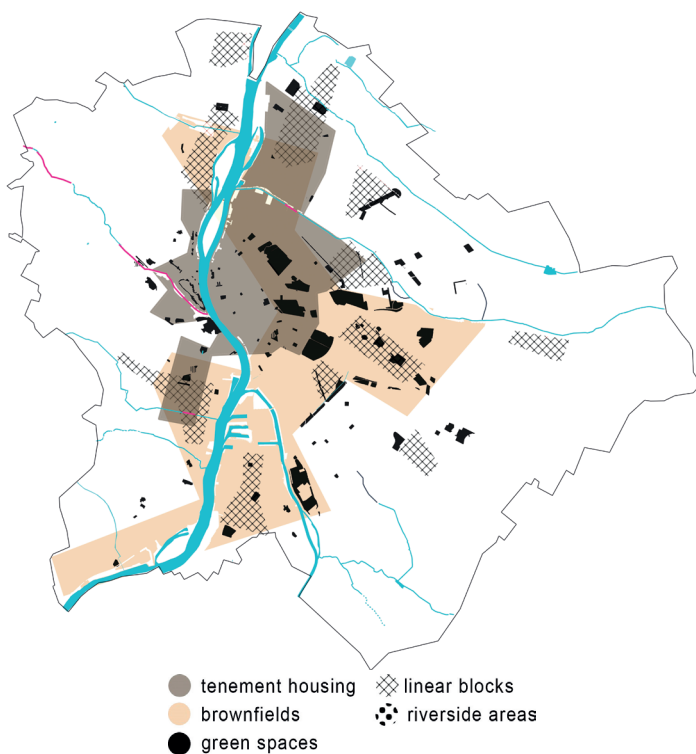 tenement housing
linear blocks
brownfields
riverside areas
green spaces